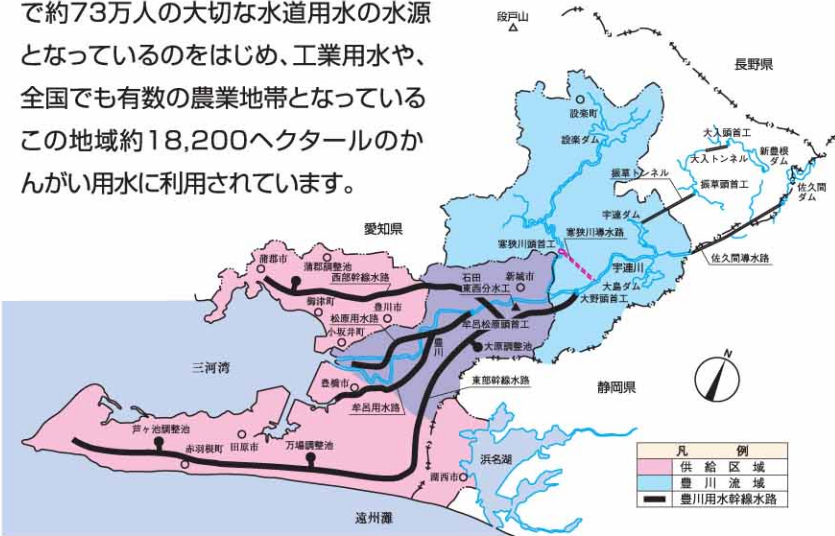 で約73万人の大切な水道用水の水源
となっているのをはじめ、工業用水や、
全国でも有数の農業地帯となっている
この地域約18,200ヘクタールのか
んがい用水に利用されています。
段戸山
長野県
設楽町
設楽ダム
大入頭首工
大入トンネル
新豊根
ダム
振草トンネル
振草頭首工
佐久間
ダム
宇連ダム
愛知県
寒狭川頭首工
寒狭川導水路
佐久間導水路
蒲郡市
蒲郡調整池
西部幹線水路
石田
東西分水工
新城市
宇連川
大島ダム
大野頭首工
御津町
豊川市
松原用水路
小坂井町
牟呂松原頭首工
豊川
大原調整池
三河湾
豊橋市
牟呂用水路
東部幹線水路
静岡県
N
芦ヶ池調整池
赤羽根町
田原市
万場調整池
湖西市
浜名湖
遠州灘
凡例
供給区域
豊川流域
豊川用水幹線水路